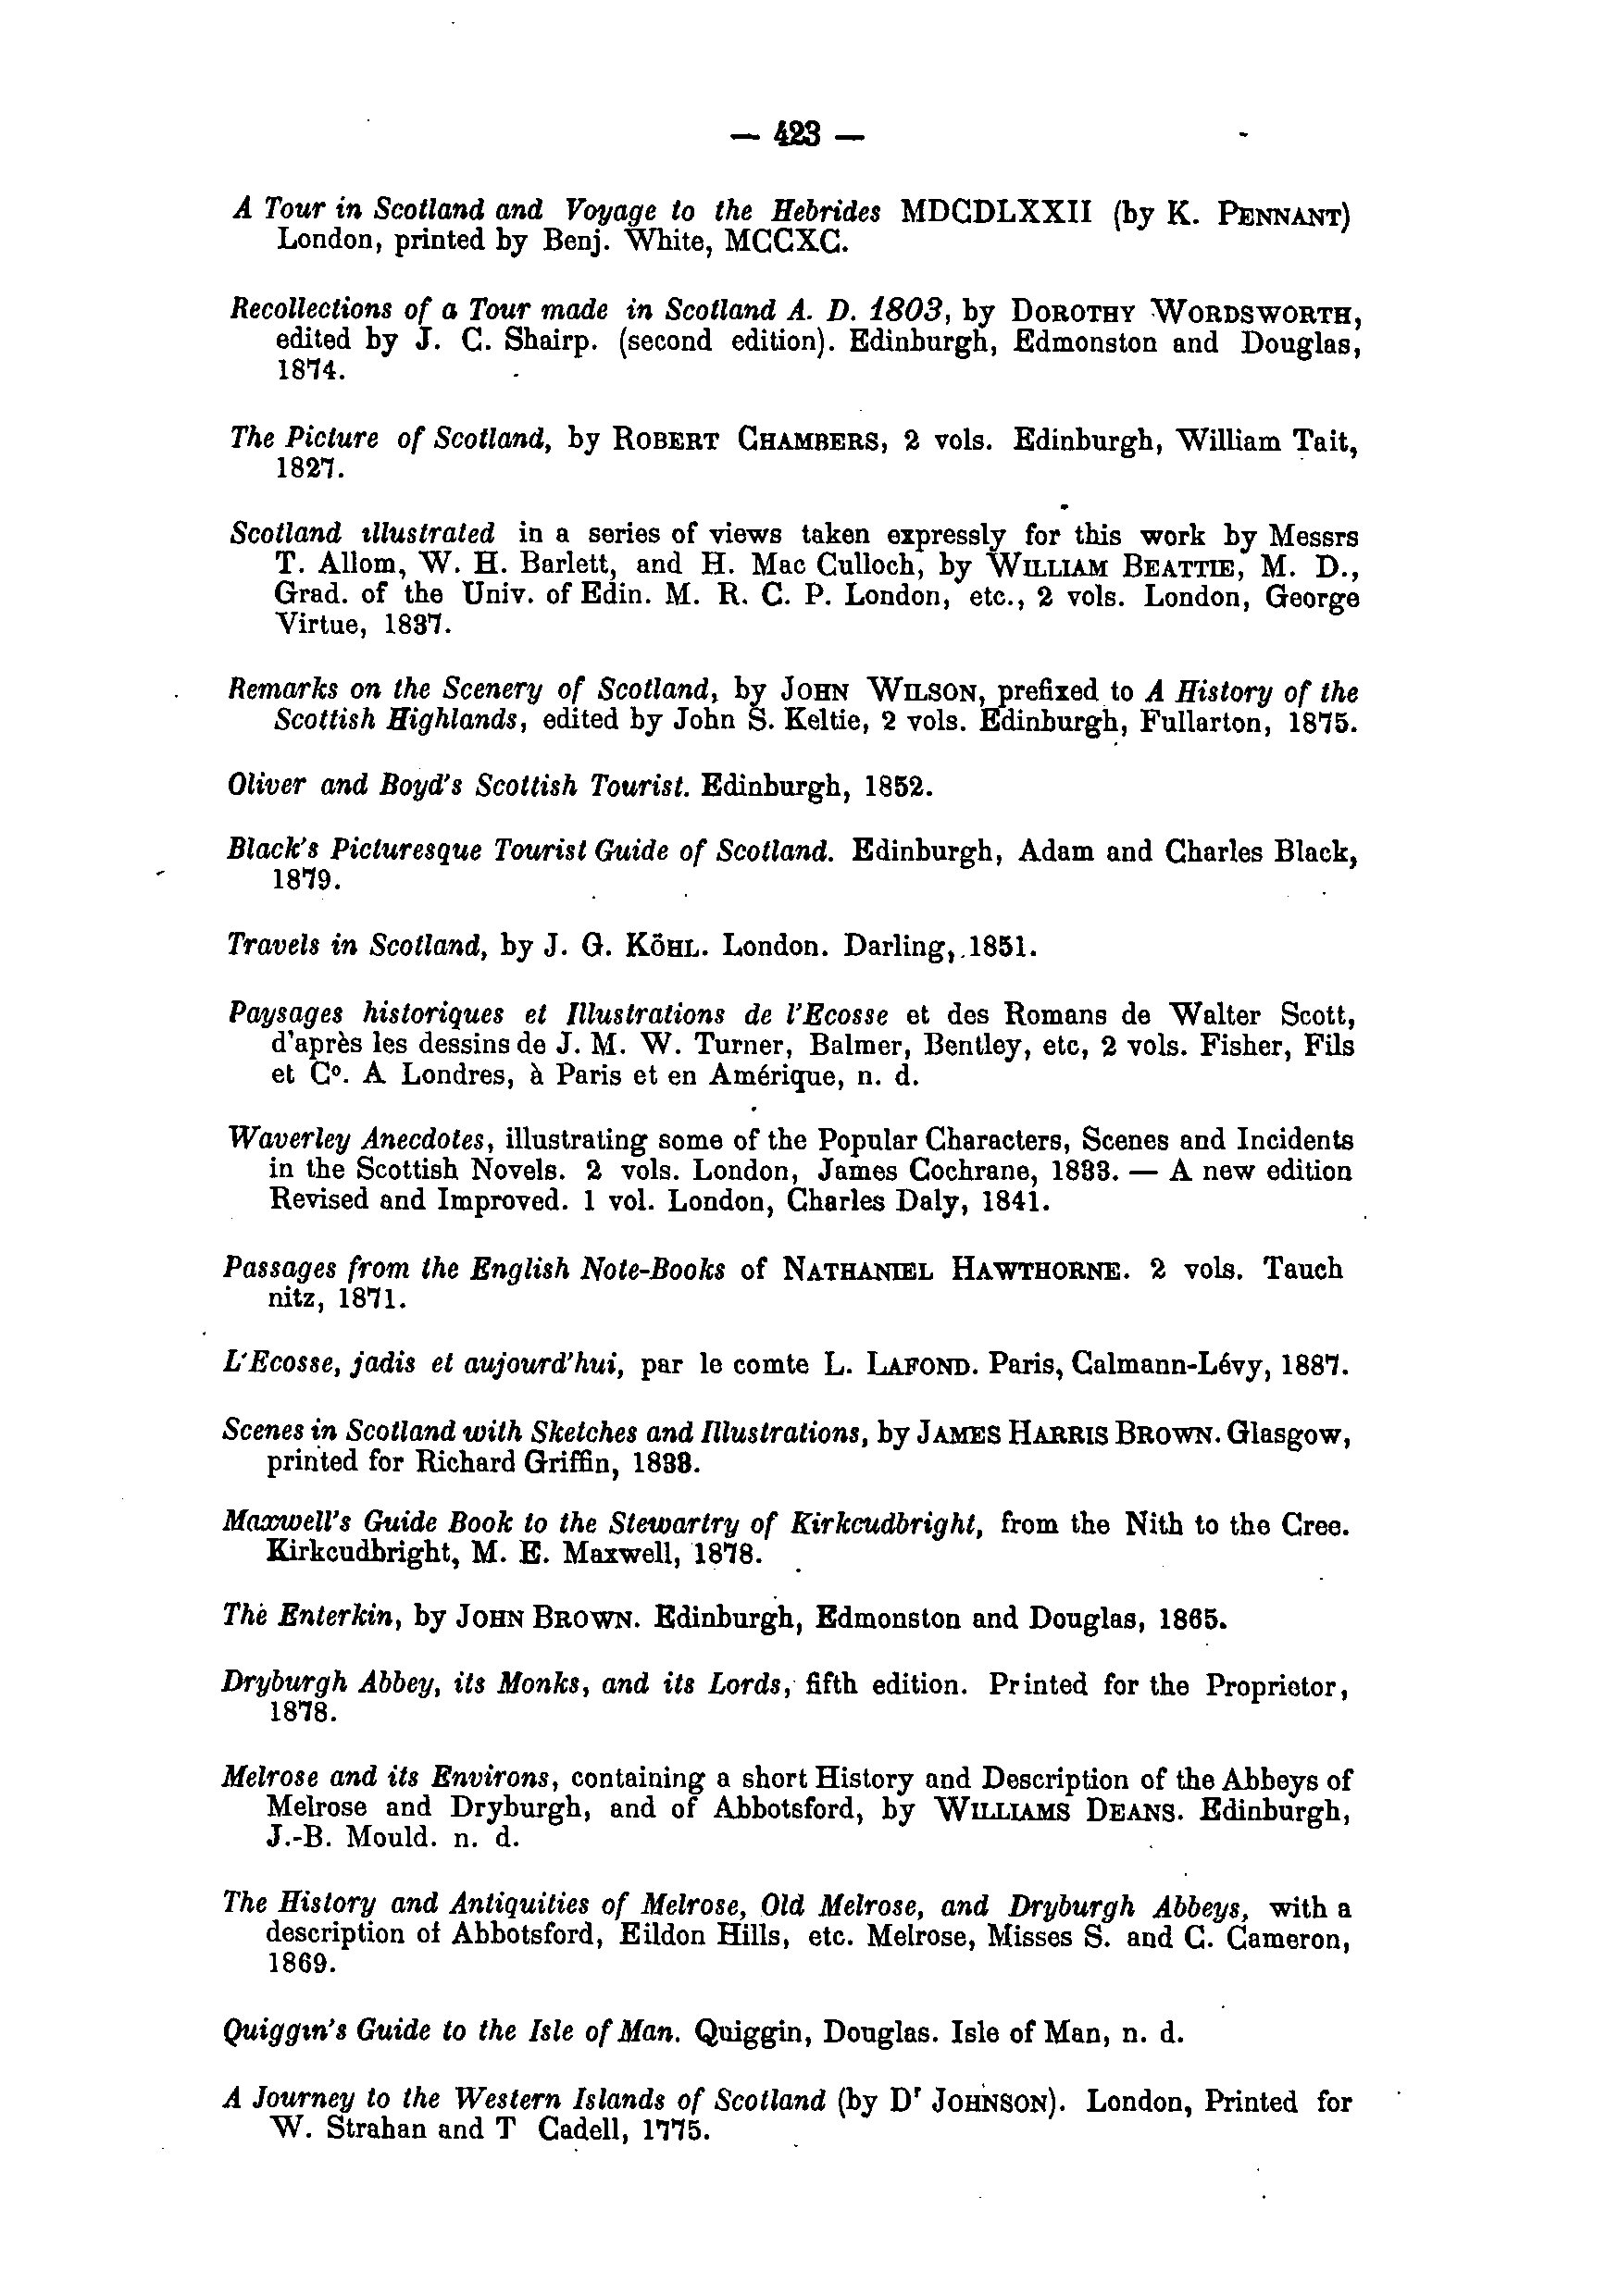 — 423 —
A Tour in Scotland and Voyage to the Hebrides MDCDLXXII (by K. PENNANT)
London, printed by Benj. White, MCCXC.
Recollections of a Tour made in Scotland A. D. 1803, by DOROTHY WORDSWORTH,
edited by J. C. Shairp. (second edition). Edinburgh, Edmonston and Douglas,
1874.
The Picture of Scotland, by ROBERT CHAMBERS, 2 vols. Edinburgh, William Tait,
1827.
Scotland illustrated in a series of views taken expressly for this work by Messrs
T. Allom, W. H. Barlett, and H. Mac Culloch, by WILLIAM BEATTIE, M. D.,
Grad. of the Univ. of Edin. M. R. C. P. London, etc., 2 vols. London, George
Virtue, 1837.
Remarks on the Scenery of Scotland, by JOHN WILSON, prefixed to A History of the
Scottish Highlands, edited by John S. Keltie, 2 vols. Edinburgh, Fullarton, 1875.
Oliver and Boyd's Scottish Tourist. Edinburgh, 1852.
Black's Picturesque Tourist Guide of Scotland. Edinburgh, Adam and Charles Black,
1879.
Travels in Scotland, by J. G. KÖHL. London. Darling, 1851.
Paysages historiques et Illustrations de l'Ecosse et des Romans de Walter Scott,
d'après les dessins de J. M. W. Turner, Balmer, Bentley, etc, 2 vols. Fisher, Fils
et Cº. A Londres, à Paris et en Amérique, n. d.
Waverley Anecdotes, illustrating some of the Popular Characters, Scenes and Incidents
in the Scottish Novels. 2 vols. London, James Cochrane, 1833. — A new edition
Revised and Improved. 1 vol. London, Charles Daly, 1841.
Passages from the English Note-Books of NATHANIEL HAWTHORNE. 2 vols. Tauch
nitz, 1871.
L'Ecosse, jadis et aujourd'hui, par le comte L. LAFOND. Paris, Calmann-Lévy, 1887.
Scenes in Scotland with Sketches and Illustrations, by JAMES HARRIS BROWN. Glasgow,
printed for Richard Griffin, 1833.
Maxwell's Guide Book to the Stewartry of Kirkcudbright, from the Nith to the Cree.
Kirkcudbright, M. E. Maxwell, 1878.
The Enterkin, by JOHN BROWN. Edinburgh, Edmonston and Douglas, 1865.
Dryburgh Abbey, its Monks, and its Lords, fifth edition. Printed for the Proprietor,
1878.
Melrose and its Environs, containing a short History and Description of the Abbeys of
Melrose and Dryburgh, and of Abbotsford, by WILLIAMS DEANS. Edinburgh,
J.-B. Mould. n. d.
The History and Antiquities of Melrose, Old Melrose, and Dryburgh Abbeys, with a
description of Abbotsford, Eildon Hills, etc. Melrose, Misses S. and C. Cameron,
1869.
Quiggin's Guide to the Isle of Man. Quiggin, Douglas. Isle of Man, n. d.
A Journey to the Western Islands of Scotland (by Dr JOHNSON). London, Printed for
W. Strahan and T Cadell, 1775.